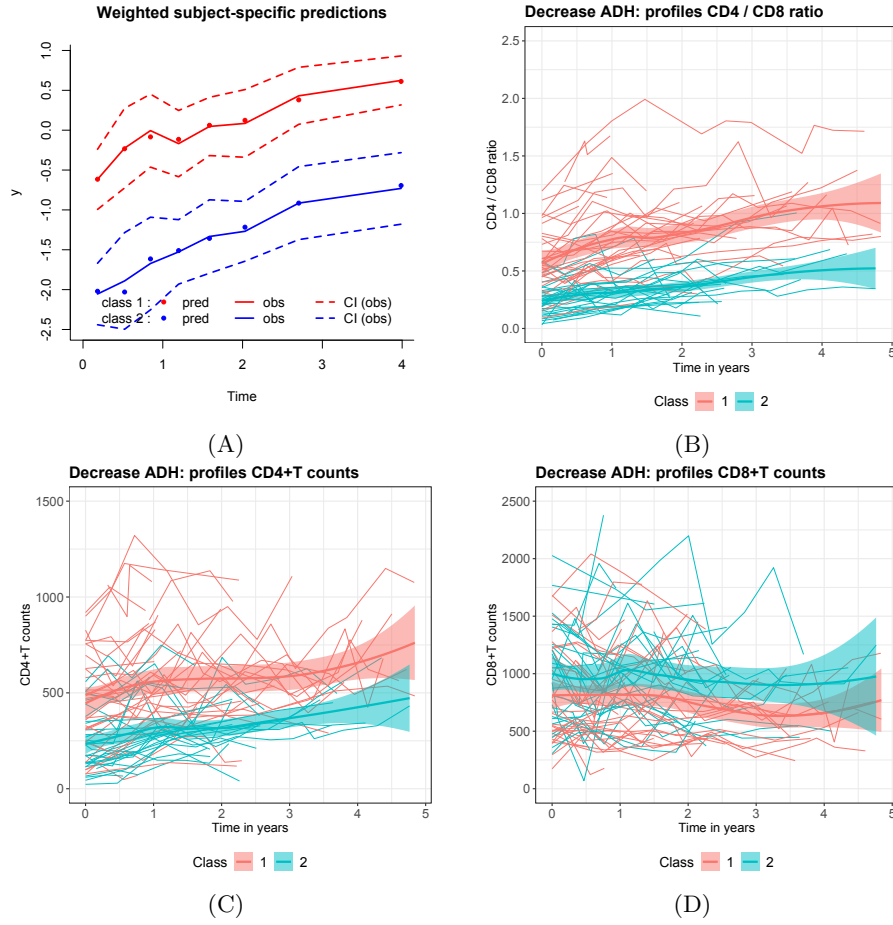 Weighted subject-specific predictions
y
1.0
0.5
0.0
-0.5
-1.0
-1.5
-2.0
-2.5
class 1 : pred obs CI (obs)
class 2 : pred obs CI (obs)
0 1 2 3 4
Time
(A)
Decrease ADH: profiles CD4 / CD8 ratio
CD4 / CD8 ratio
2.5
2.0
1.5
1.0
0.5
0.0
0 1 2 3 4 5
Time in years
Class 1 2
(B)
Decrease ADH: profiles CD4+T counts
CD4+T counts
1500
1000
500
0
0 1 2 3 4 5
Time in years
Class 1 2
(C)
Decrease ADH: profiles CD8+T counts
CD8+T counts
2500
2000
1500
1000
500
0
0 1 2 3 4 5
Time in years
Class 1 2
(D)